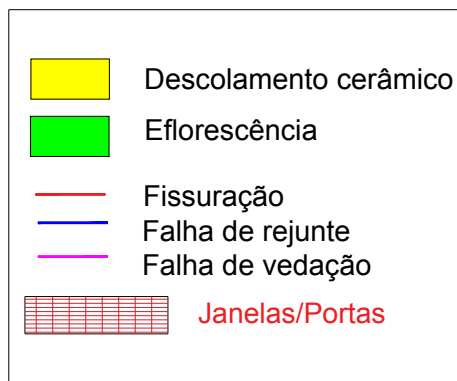 Descolamento cerâmico
Eflorescência
Fissuração
Falha de rejunte
Falha de vedação
Janelas/Portas